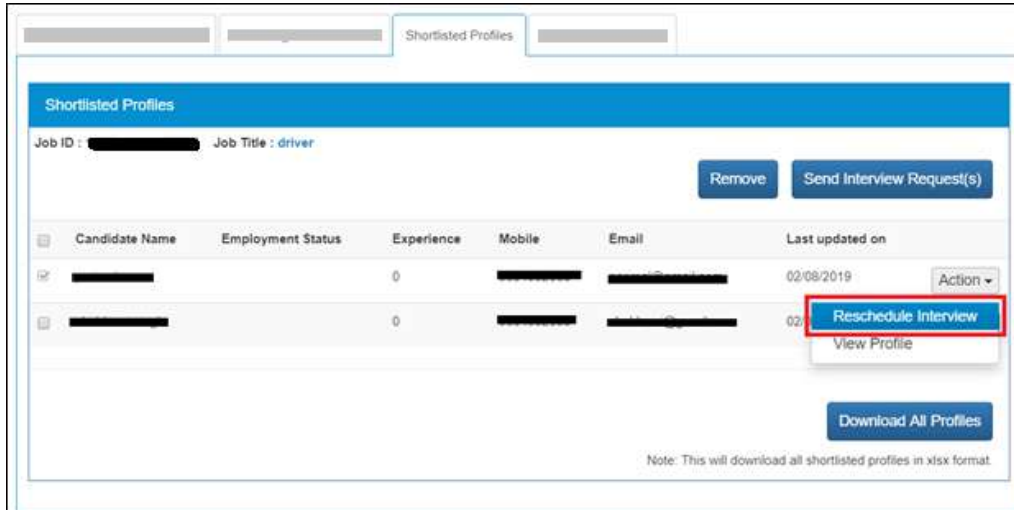 Shortlisted Profiles
Shortlisted Profiles
Job ID : Job Title : driver
Remove Send Interview Request(s)
Candidate Name Employment Status Experience Mobile Email Last updated on
0 02/08/2019 Action
0
Reschedule Interview
View Profile
Download All Profiles
Note: This will download all shortlisted profiles in xlsx format.